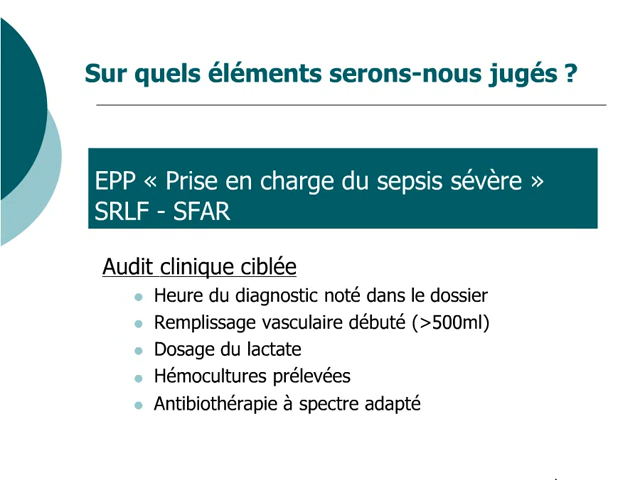 Sur quels éléments serons-nous jugés ?
EPP « Prise en charge du sepsis sévère »
SRLF - SFAR
Audit clinique ciblée
Heure du diagnostic noté dans le dossier
Remplissage vasculaire débuté (>500ml)
Dosage du lactate
Hémocultures prélevées
Antibiothérapie à spectre adapté